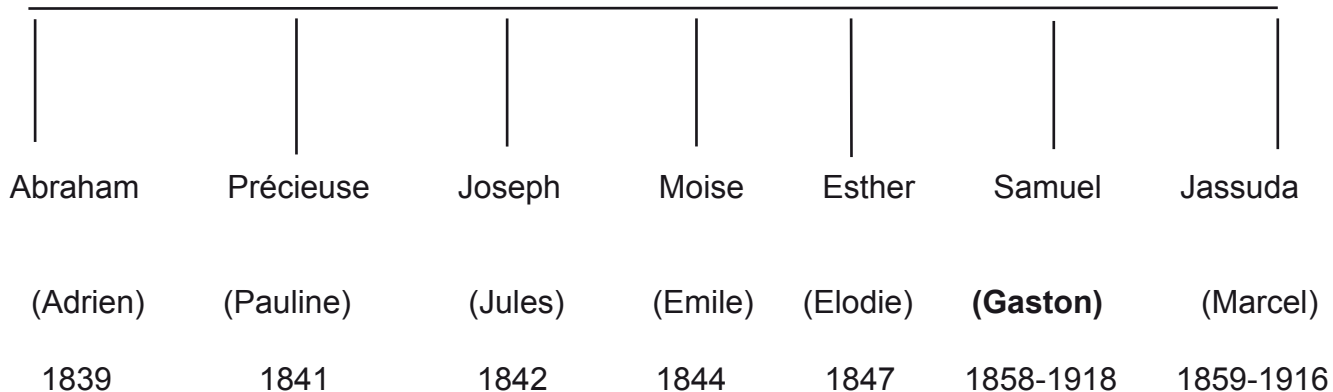 Abraham Précieuse Joseph Moise Esther Samuel Jassuda
(Adrien) (Pauline) (Jules) (Emile) (Elodie) (Gaston) (Marcel)
1839 1841 1842 1844 1847 1858-1918 1859-1916